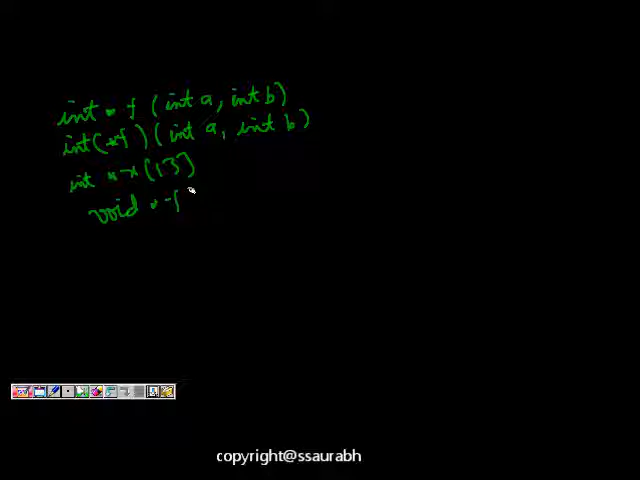 int * f (int a, int b)
int (*f) (int a, int b)
int *x [13]
void * f
copyright@ssaurabh